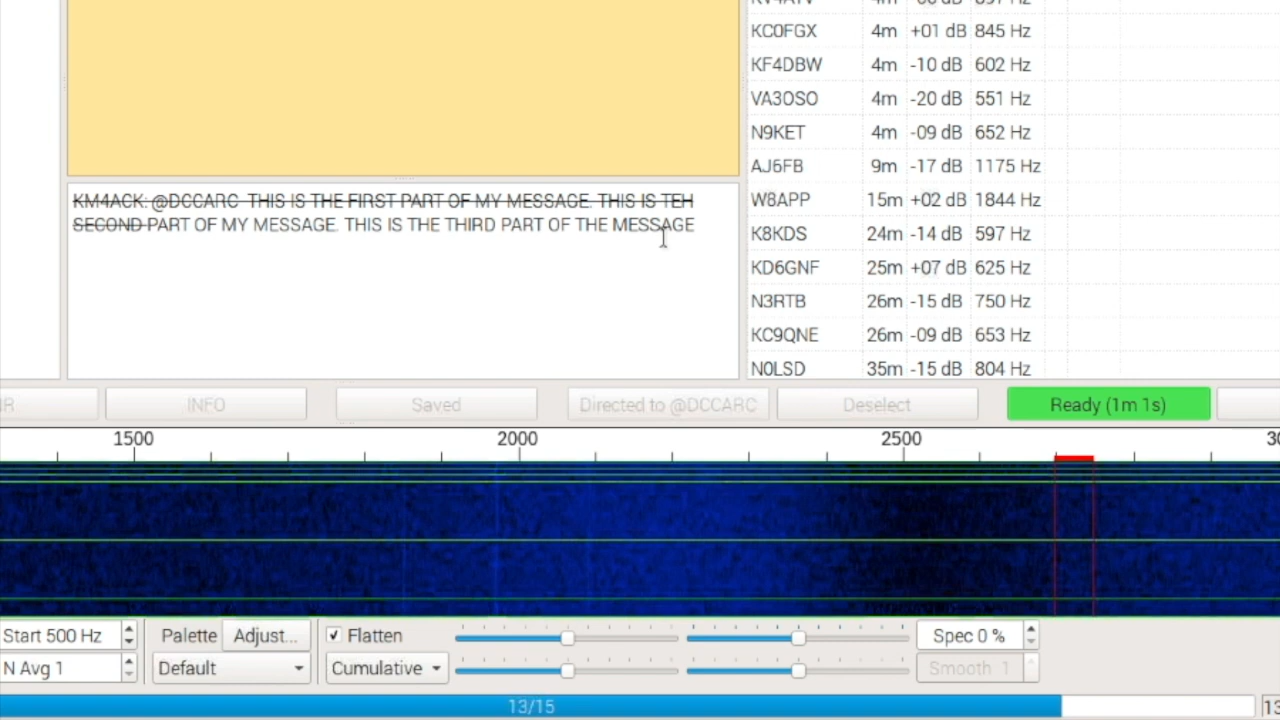 KV4ATV 4m -06 dB 597 Hz
KC0FGX 4m +01 dB 845 Hz
KF4DBW 4m -10 dB 602 Hz
VA3OSO 4m -20 dB 551 Hz
N9KET 4m -09 dB 652 Hz
AJ6FB 9m -17 dB 1175 Hz
W8APP 15m +02 dB 1844 Hz
K8KDS 24m -14 dB 597 Hz
KD6GNF 25m +07 dB 625 Hz
N3RTB 26m -15 dB 750 Hz
KC9QNE 26m -09 dB 653 Hz
N0LSD 35m -15 dB 804 Hz
KM4ACK: @DCCARC THIS IS THE FIRST PART OF MY MESSAGE. THIS IS TEH
SECOND PART OF MY MESSAGE. THIS IS THE THIRD PART OF THE MESSAGE
INFO Saved Directed to @DCCARC Deselect Ready (1m 1s)
1500 2000 2500
Start 500 Hz Palette Adjust... Flatten Spec 0 %
N Avg 1 Default Cumulative Smooth 1
13/15